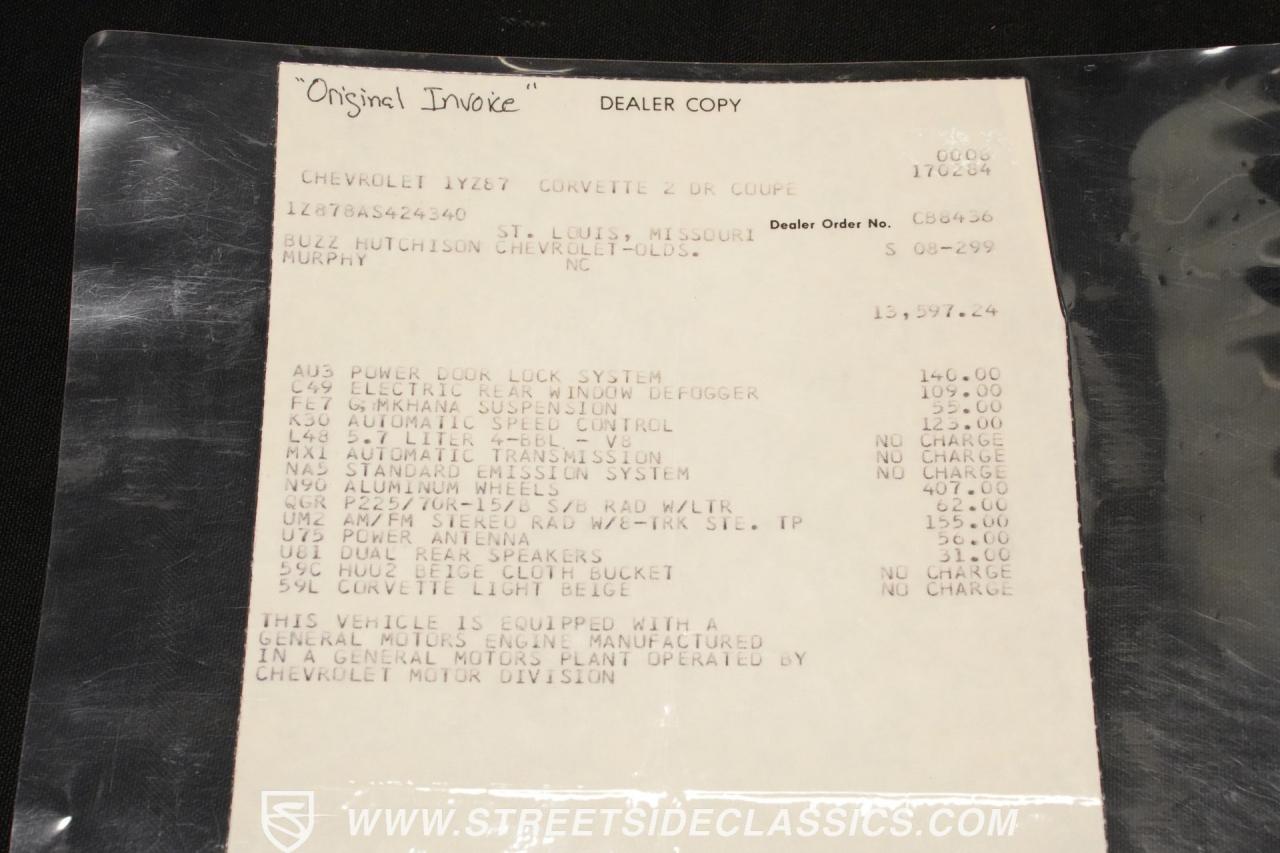 "Original Invoice" DEALER COPY
0008
170284
CHEVROLET 1YZ87 CORVETTE 2 DR COUPE
1Z878AS424340
Dealer Order No. CB8436
ST. LOUIS, MISSOURI
BUZZ HUTCHISON CHEVROLET-OLDS. S 08-299
MURPHY NC
13,597.24
AU3 POWER DOOR LOCK SYSTEM 140.00
C49 ELECTRIC REAR WINDOW DEFOGGER 109.00
FE7 GYMKHANA SUSPENSION 55.00
K30 AUTOMATIC SPEED CONTROL 123.00
L48 5.7 LITER 4-BBL - V8 NO CHARGE
MX1 AUTOMATIC TRANSMISSION NO CHARGE
NA5 STANDARD EMISSION SYSTEM NO CHARGE
N90 ALUMINUM WHEELS 407.00
QGR P225/70R-15/B S/B RAD W/LTR 62.00
UM2 AM/FM STEREO RAD W/8-TRK STE. TP 155.00
U75 POWER ANTENNA 56.00
U81 DUAL REAR SPEAKERS 31.00
59C HUU2 BEIGE CLOTH BUCKET NO CHARGE
59L CORVETTE LIGHT BEIGE NO CHARGE
THIS VEHICLE IS EQUIPPED WITH A
GENERAL MOTORS ENGINE MANUFACTURED
IN A GENERAL MOTORS PLANT OPERATED BY
CHEVROLET MOTOR DIVISION
WWW.STREETSIDECLASSICS.COM